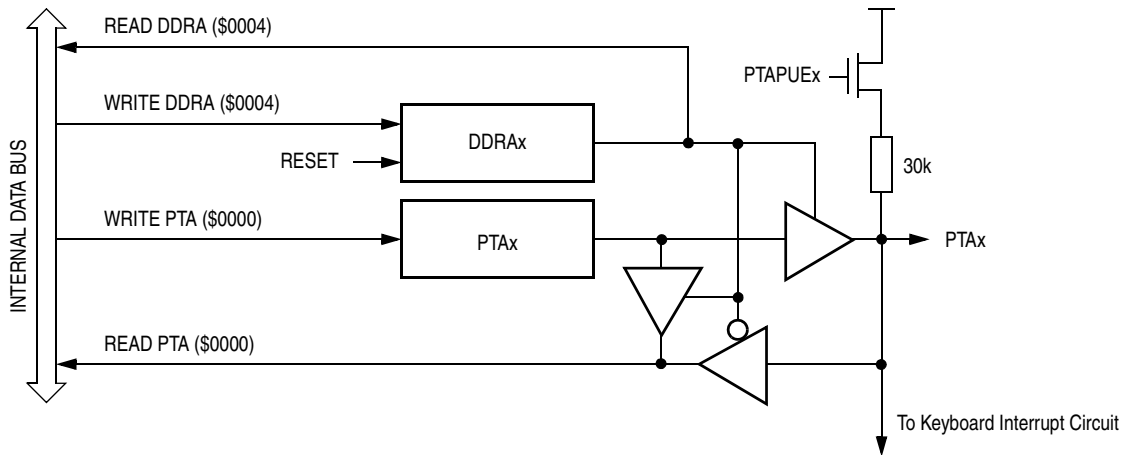 READ DDRA ($0004)
PTAPUEx
WRITE DDRA ($0004)
DDRAx
RESET
30k
INTERNAL DATA BUS
WRITE PTA ($0000)
PTAx
PTAx
READ PTA ($0000)
To Keyboard Interrupt Circuit